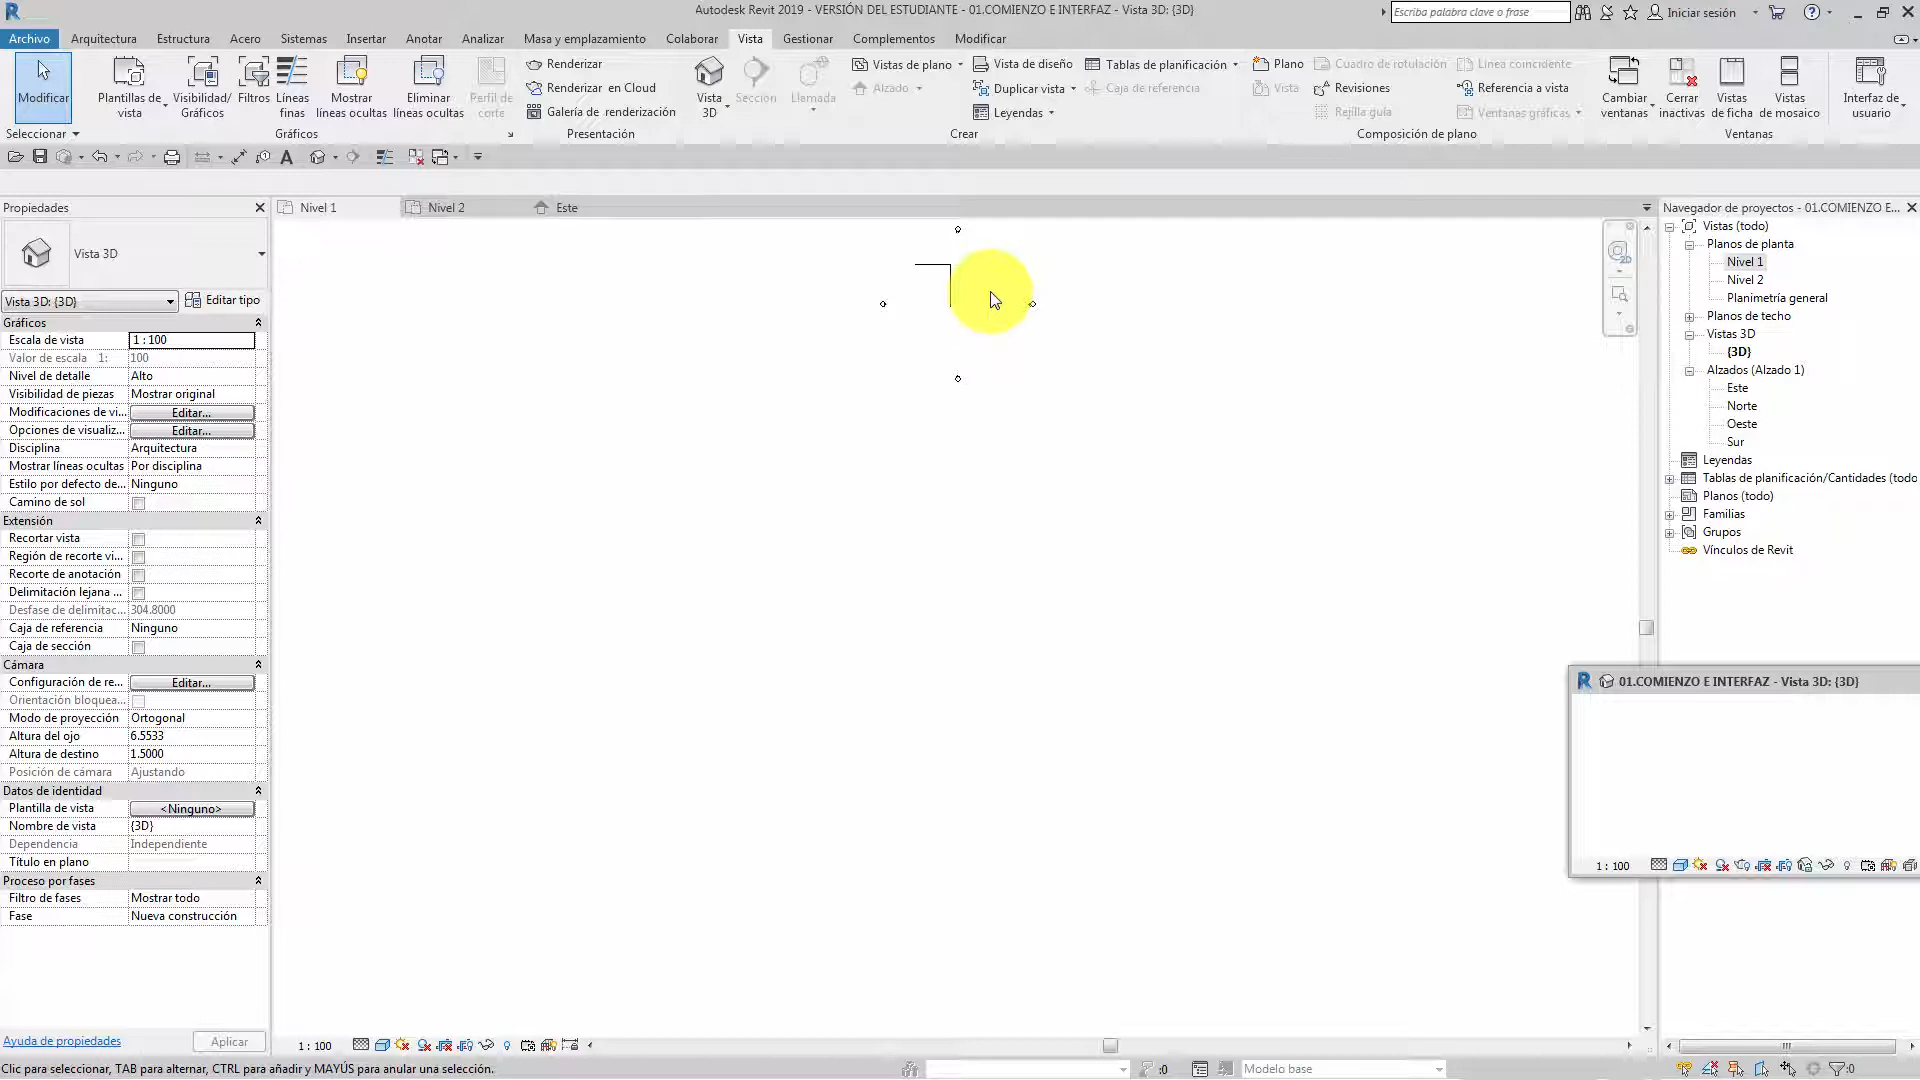 Autodesk Revit 2019 - VERSIÓN DEL ESTUDIANTE - 01.COMIENZO E INTERFAZ - Vista 3D: {3D}
Escriba palabra clave o frase
Iniciar sesión
Archivo
Arquitectura
Estructura
Acero
Sistemas
Insertar
Anotar
Analizar
Masa y emplazamiento
Colaborar
Vista
Gestionar
Complementos
Modificar
Modificar
Plantillas de vista
Visibilidad/ Gráficos
Filtros
Líneas finas
Mostrar líneas ocultas
Eliminar líneas ocultas
Perfil de corte
Renderizar
Renderizar en Cloud
Galería de renderización
Vista 3D
Sección
Llamada
Vistas de plano
Alzado
Vista de diseño
Duplicar vista
Leyendas
Tablas de planificación
Caja de referencia
Plano
Vista
Cuadro de rotulación
Revisiones
Rejilla guía
Línea coincidente
Referencia a vista
Ventanas gráficas
Cambiar ventanas
Cerrar inactivas
Vistas de ficha
Vistas de mosaico
Interfaz de usuario
Seleccionar
Gráficos
Presentación
Crear
Composición de plano
Ventanas
Propiedades
Vista 3D
Vista 3D: {3D}
Editar tipo
Gráficos
Escala de vista 1 : 100
Valor de escala 1: 100
Nivel de detalle Alto
Visibilidad de piezas Mostrar original
Modificaciones de vi... Editar...
Opciones de visualiz... Editar...
Disciplina Arquitectura
Mostrar líneas ocultas Por disciplina
Estilo por defecto de... Ninguno
Camino de sol
Extensión
Recortar vista
Región de recorte vi...
Recorte de anotación
Delimitación lejana ...
Desfase de delimitac... 304.8000
Caja de referencia Ninguno
Caja de sección
Cámara
Configuración de re... Editar...
Orientación bloquea...
Modo de proyección Ortogonal
Altura del ojo 6.5533
Altura de destino 1.5000
Posición de cámara Ajustando
Datos de identidad
Plantilla de vista <Ninguno>
Nombre de vista {3D}
Dependencia Independiente
Título en plano
Proceso por fases
Filtro de fases Mostrar todo
Fase Nueva construcción
Ayuda de propiedades
Aplicar
Nivel 1
Nivel 2
Este
2D
1 : 100
Navegador de proyectos - 01.COMIENZO E...
Vistas (todo)
Planos de planta
Nivel 1
Nivel 2
Planimetría general
Planos de techo
Vistas 3D
{3D}
Alzados (Alzado 1)
Este
Norte
Oeste
Sur
Leyendas
Tablas de planificación/Cantidades (todo
Planos (todo)
Familias
Grupos
Vínculos de Revit
01.COMIENZO E INTERFAZ - Vista 3D: {3D}
1 : 100
Clic para seleccionar, TAB para alternar, CTRL para añadir y MAYÚS para anular una selección.
:0
Modelo base
:0